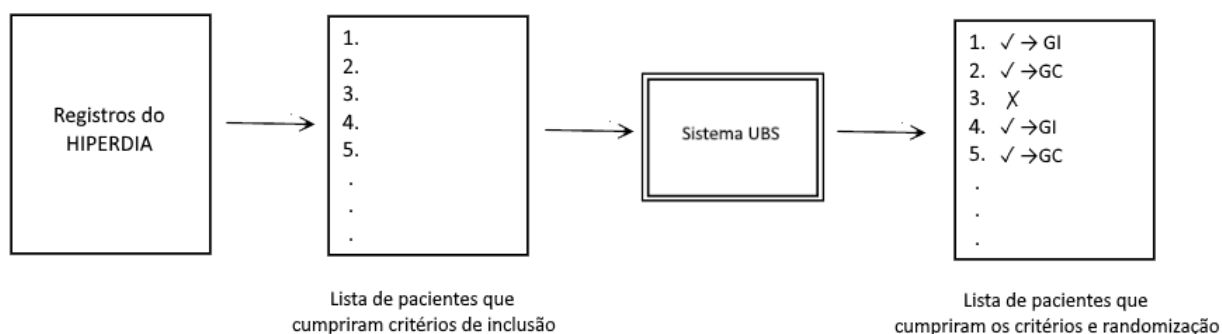 Registros do
HIPERDIA
1.
2.
3.
4.
5.
.
.
.
Lista de pacientes que
cumpriram critérios de inclusão
Sistema UBS
1. ✓ → GI
2. ✓ →GC
3. X
4. ✓ →GI
5. ✓ →GC
.
.
.
Lista de pacientes que
cumpriram os critérios e randomização